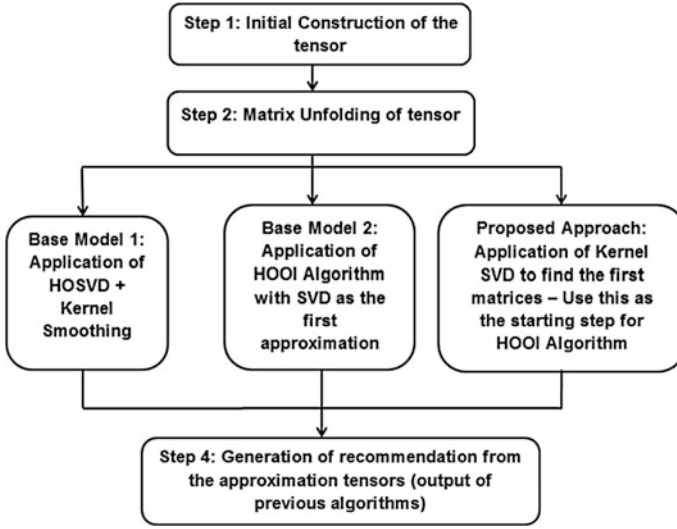 Step 1: Initial Construction of the
tensor
Step 2: Matrix Unfolding of tensor
Base Model 1:
Application of
HOSVD +
Kernel
Smoothing
Base Model 2:
Application of
HOOI Algorithm
with SVD as the
first
approximation
Proposed Approach:
Application of Kernel
SVD to find the first
matrices – Use this as
the starting step for
HOOI Algorithm
Step 4: Generation of recommendation from
the approximation tensors (output of
previous algorithms)